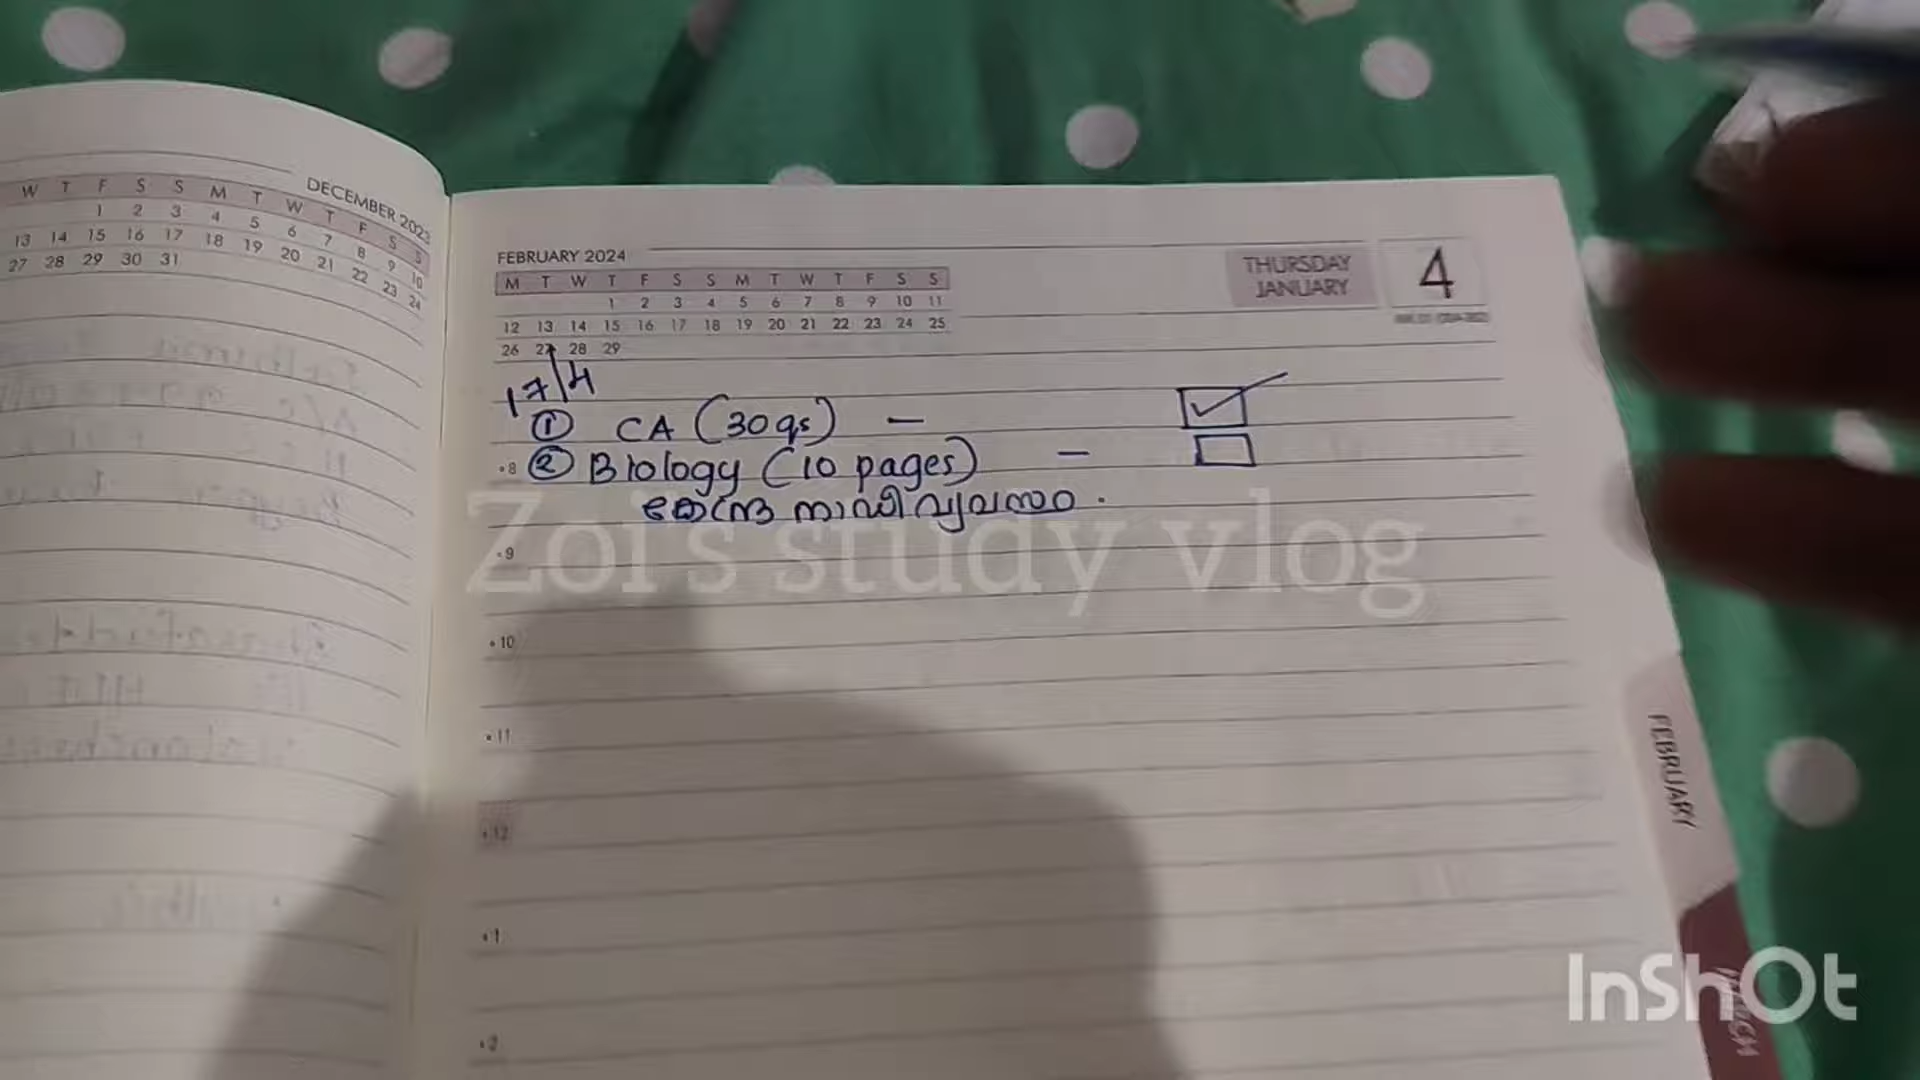 DECEMBER 2023
W T F S S M T W T F S S
1 2 3 4 5 6 7 8 9 10
13 14 15 16 17 18 19 20 21 22 23 24
27 28 29 30 31
FEBRUARY 2024
M T W T F S S M T W T F S S
1 2 3 4 5 6 7 8 9 10 11
12 13 14 15 16 17 18 19 20 21 22 23 24 25
26 27 28 29
THURSDAY
JANUARY
4
17/4
① CA (30qs) —
8 ② Biology (10 pages) —
കേന്ദ്ര നാഡീവ്യവസ്ഥ.
Zoi's study vlog
9
10
11
12
1
2
FEBRUARY
MARCH
InShOt